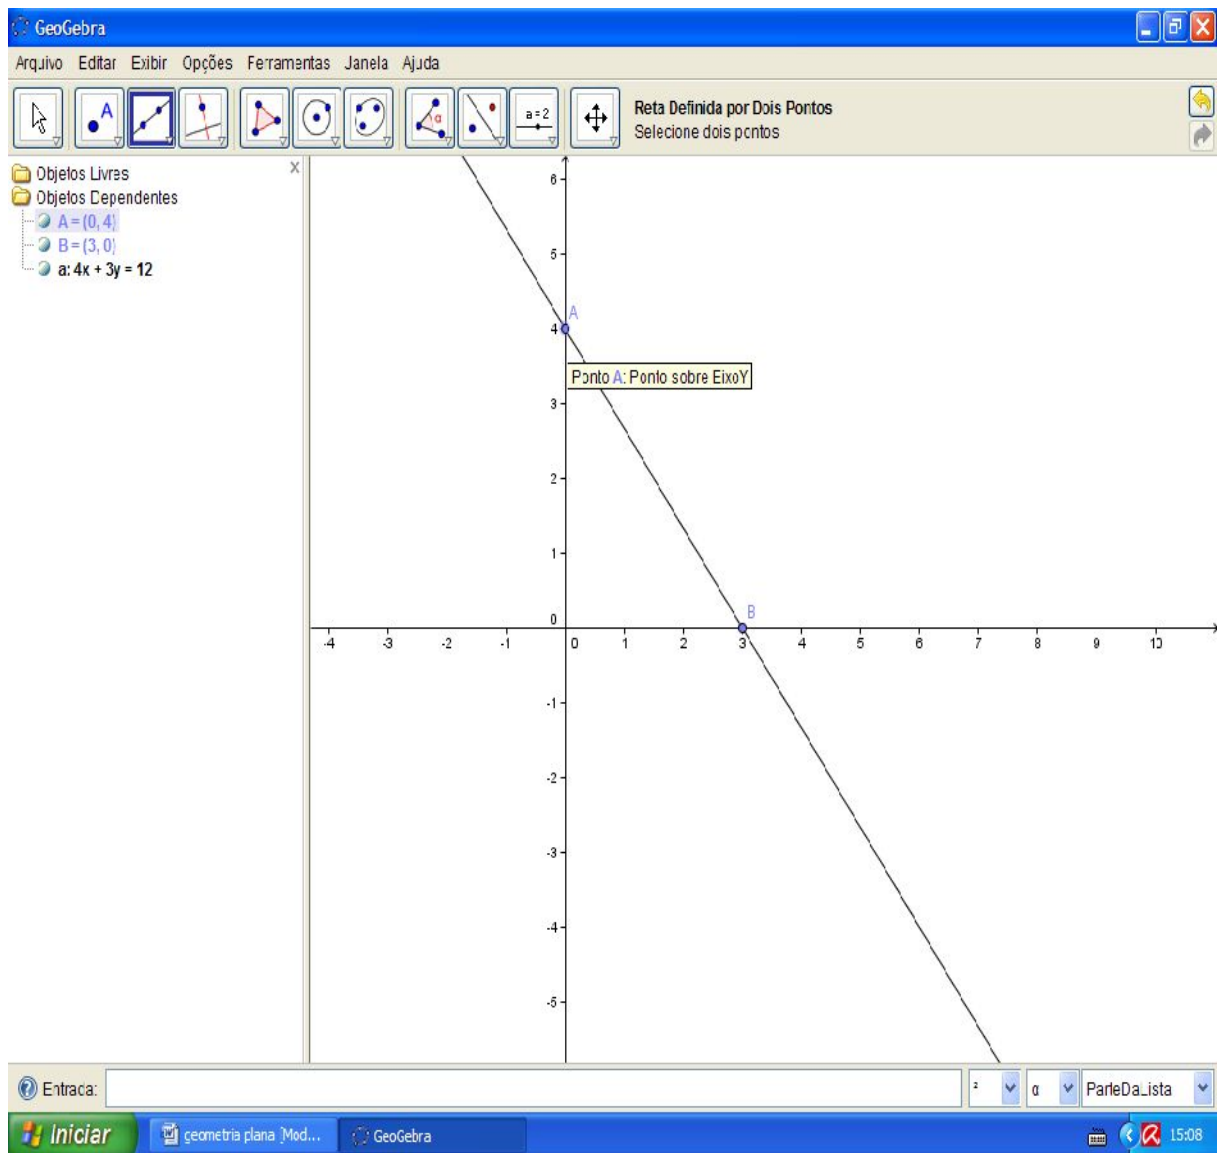 GeoGebra
Arquivo Editar Exibir Opções Ferramentas Janela Ajuda
A
α
a=2
Reta Definida por Dois Pontos
Selecione dois pontos
Objetos Livres
Objetos Dependentes
A = (0, 4)
B = (3, 0)
a: 4x + 3y = 12
6
5
A
4
Ponto A: Ponto sobre EixoY
3
2
1
B
0
-4 -3 -2 -1 0 1 2 3 4 5 6 7 8 9 10
-1
-2
-3
-4
-5
Entrada:
² α ParteDaLista
Iniciar geometria plana_Mod... GeoGebra 15:08